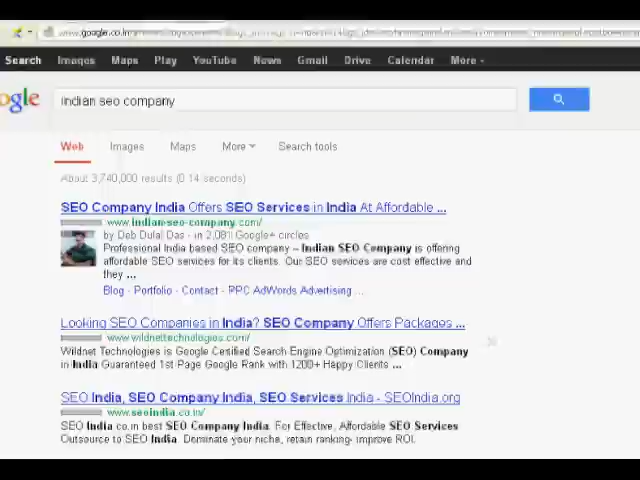 www.google.co.in
Search Images Maps Play YouTube News Gmail Drive Calendar More
ogle indian seo company
Web Images Maps More Search tools
About 3,740,000 results (0.14 seconds)
SEO Company India Offers SEO Services in India At Affordable ...
www.indian-seo-company.com/
by Deb Dulal Das - in 2,081 Google+ circles
Professional India based SEO company – Indian SEO Company is offering
affordable SEO services for its clients. Our SEO services are cost effective and
they ...
Blog - Portfolio - Contact - PPC AdWords Advertising ...
Looking SEO Companies in India? SEO Company Offers Packages ...
www.wildnettechnologies.com/
Wildnet Technologies is Google Certified Search Engine Optimization (SEO) Company
in India Guaranteed 1st Page Google Rank with 1200+ Happy Clients ...
SEO India, SEO Company India, SEO Services India - SEOIndia.org
www.seoindia.co.in/
SEO India co.in best SEO Company India. For Effective, Affordable SEO Services
Outsource to SEO India. Dominate your niche, retain ranking- improve ROI.